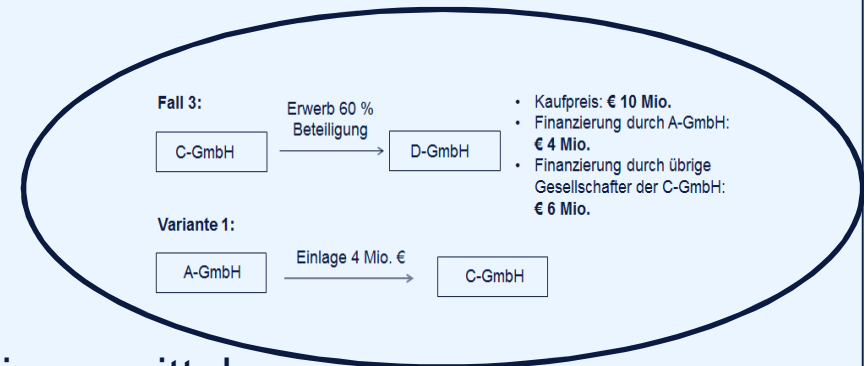 Fall 3:
Erwerb 60 %
Beteiligung
C-GmbH
D-GmbH
• Kaufpreis: € 10 Mio.
• Finanzierung durch A-GmbH:
€ 4 Mio.
• Finanzierung durch übrige
Gesellschafter der C-GmbH:
€ 6 Mio.
Variante 1:
A-GmbH
Einlage 4 Mio. €
C-GmbH